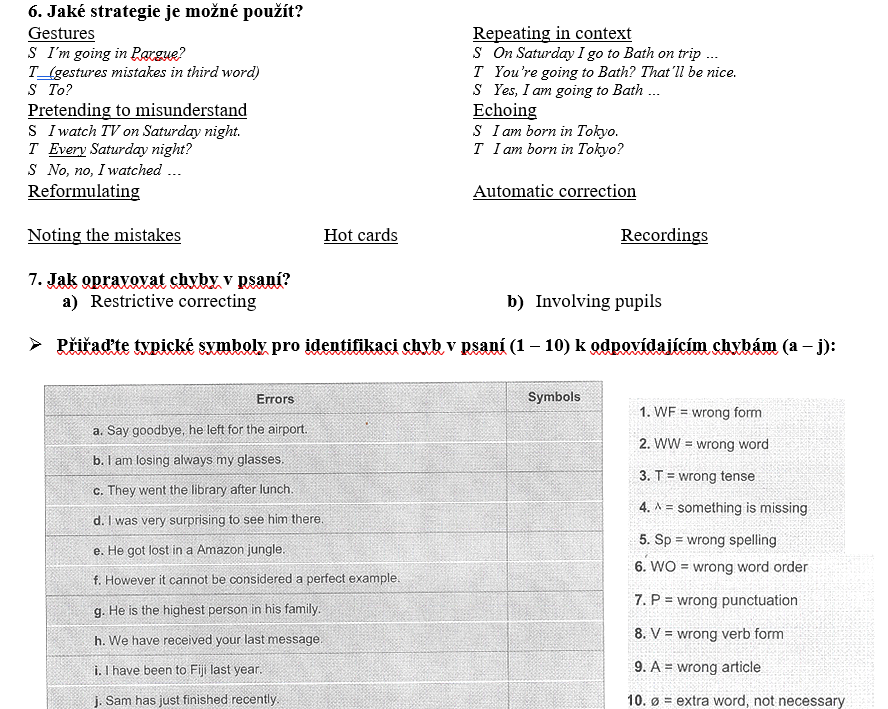 6. Jaké strategie je možné použít?
Gestures
S I´m going in Pargue?
T (gestures mistakes in third word)
S To?
Pretending to misunderstand
S I watch TV on Saturday night.
T Every Saturday night?
S No, no, I watched …
Reformulating
Repeating in context
S On Saturday I go to Bath on trip …
T You’re going to Bath? That´ll be nice.
S Yes, I am going to Bath …
Echoing
S I am born in Tokyo.
T I am born in Tokyo?
Automatic correction
Noting the mistakes Hot cards Recordings
7. Jak opravovat chyby v psaní?
a) Restrictive correcting b) Involving pupils
➢ Přiřaďte typické symboly pro identifikaci chyb v psaní (1 – 10) k odpovídajícím chybám (a – j):
Errors Symbols
a. Say goodbye, he left for the airport.
b. I am losing always my glasses.
c. They went the library after lunch.
d. I was very surprising to see him there.
e. He got lost in a Amazon jungle.
f. However it cannot be considered a perfect example.
g. He is the highest person in his family.
h. We have received your last message
i. I have been to Fiji last year.
j. Sam has just finished recently.
1. WF = wrong form
2. WW = wrong word
3. T = wrong tense
4. ^ = something is missing
5. Sp = wrong spelling
6. WO = wrong word order
7. P = wrong punctuation
8. V = wrong verb form
9. A = wrong article
10. ø = extra word, not necessary